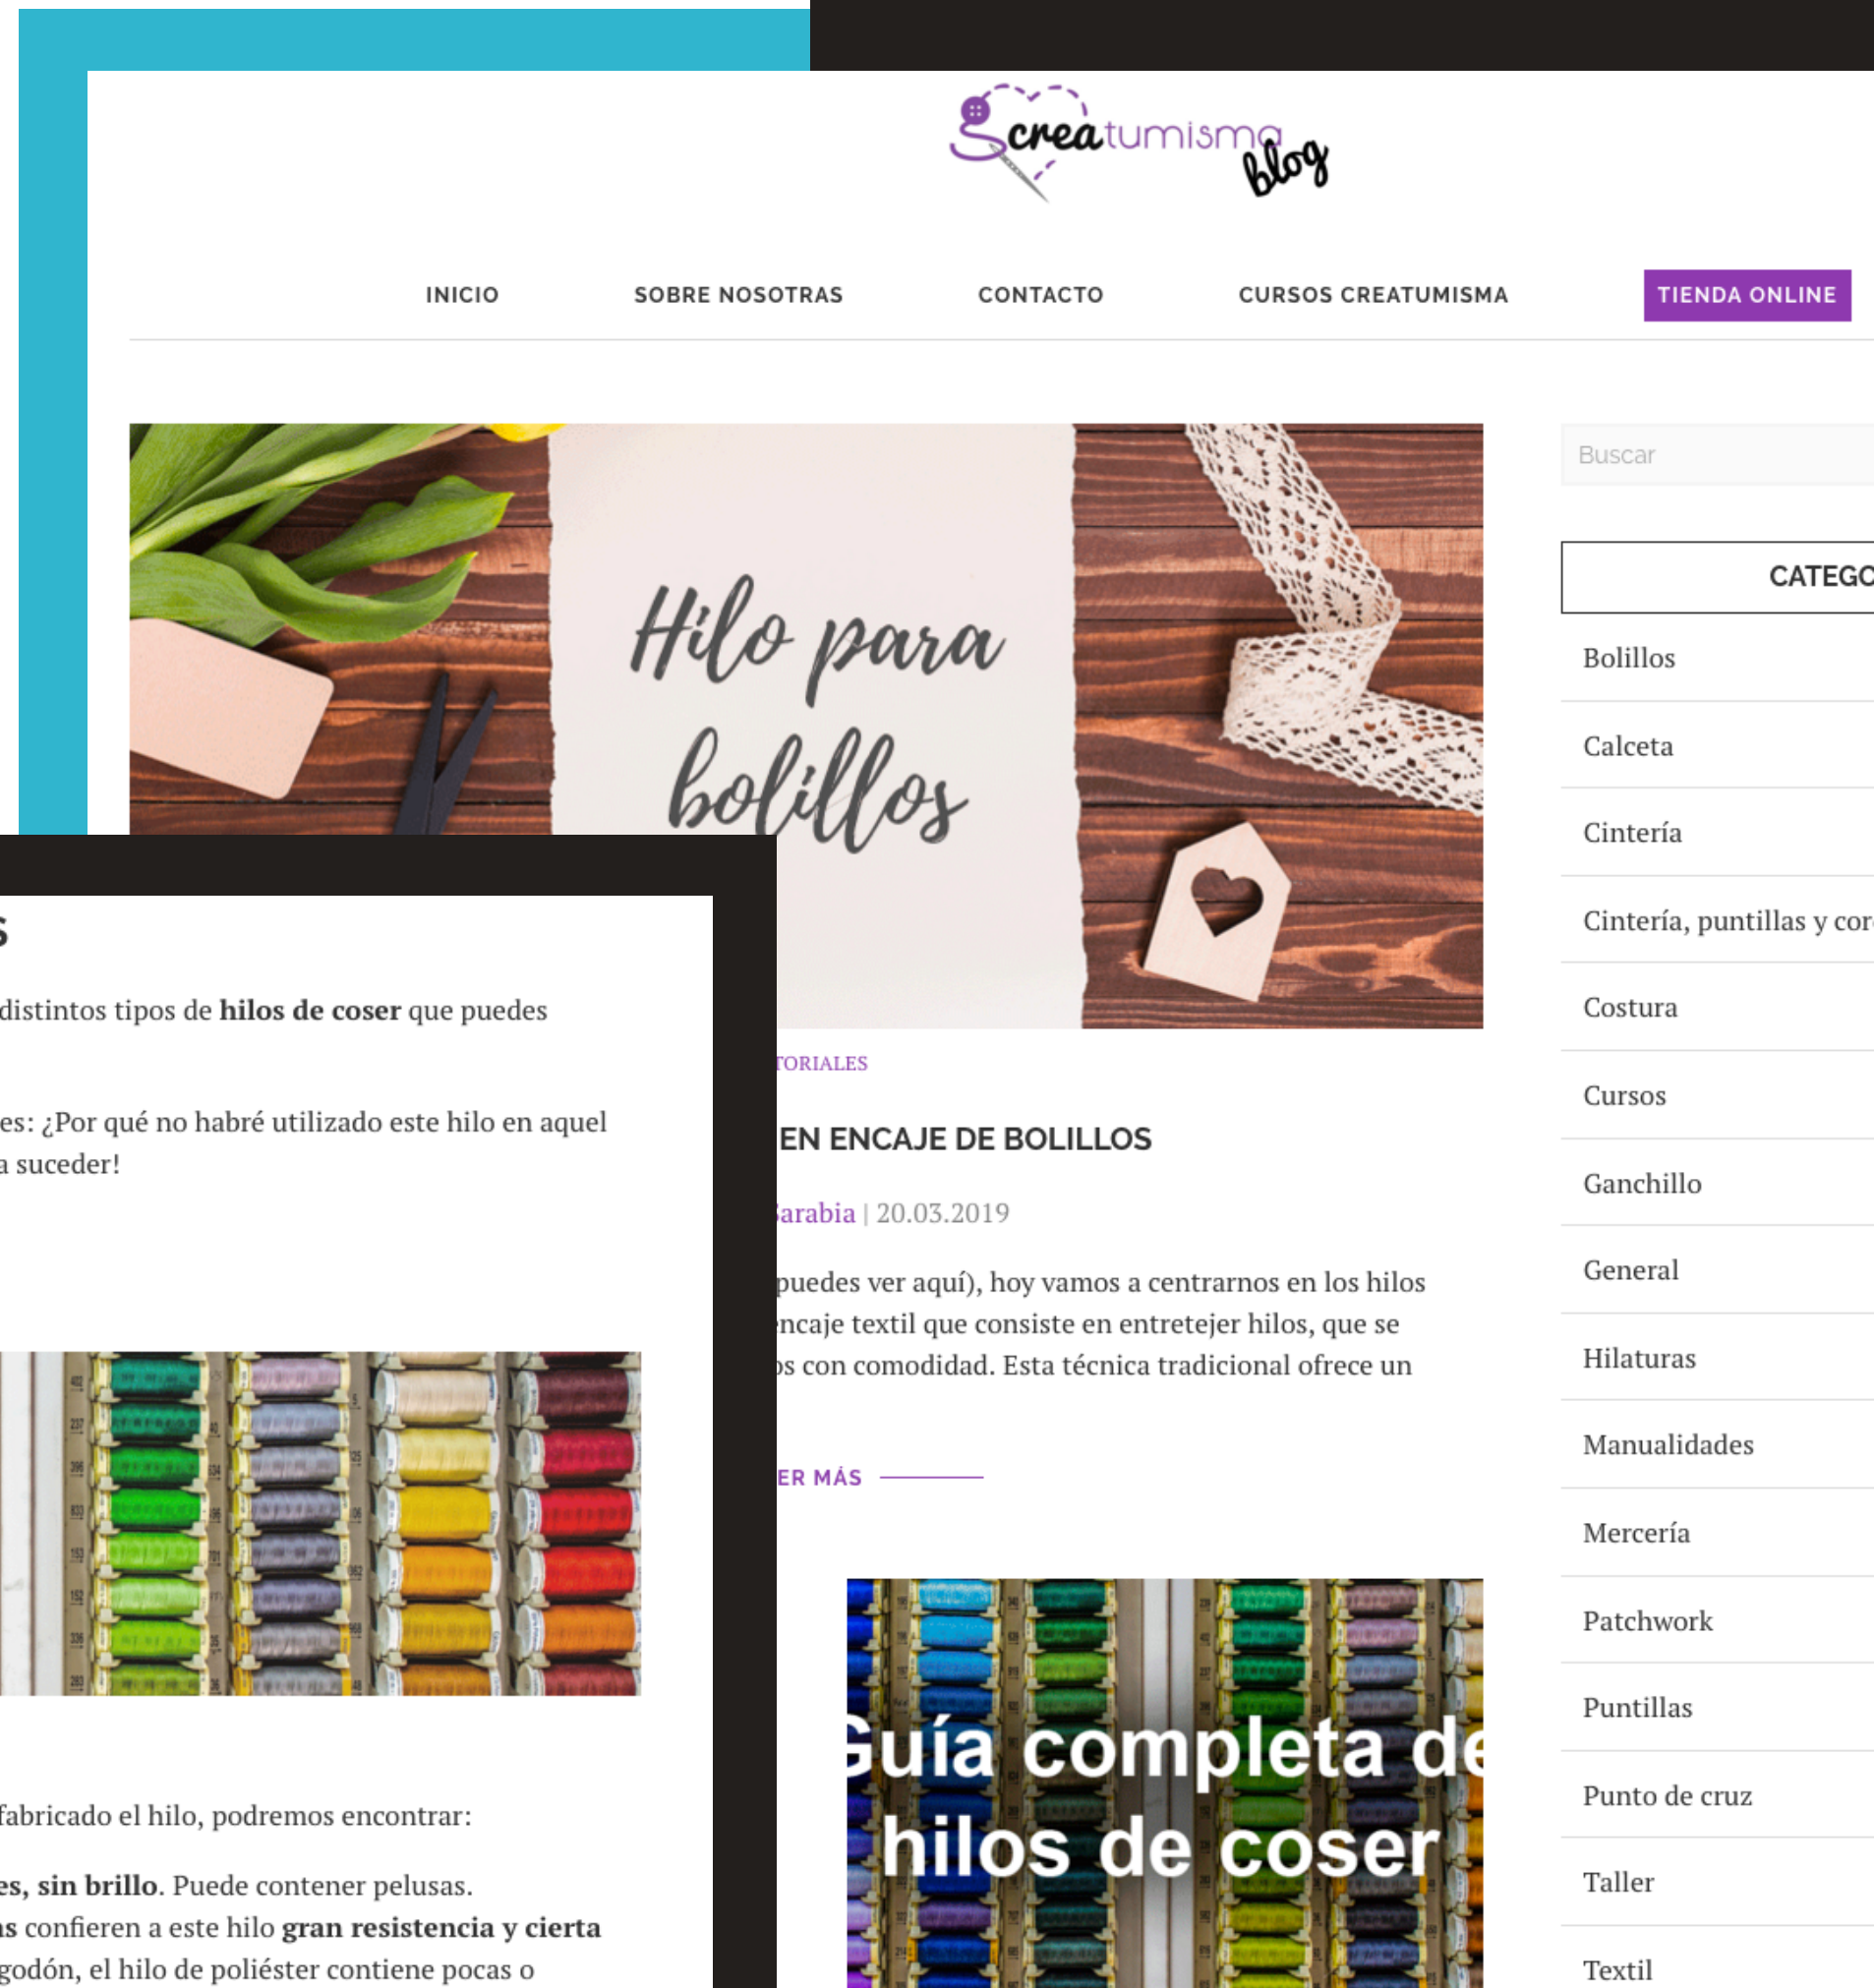 creatumisma
blog
INICIO
SOBRE NOSOTRAS
CONTACTO
CURSOS CREATUMISMA
TIENDA ONLINE
Hilo para
bolillos
TORIALES
EN ENCAJE DE BOLILLOS
Sarabia | 20.03.2019
puedes ver aquí), hoy vamos a centrarnos en los hilos
encaje textil que consiste en entretejer hilos, que se
os con comodidad. Esta técnica tradicional ofrece un
ER MÁS
Guía completa de
hilos de coser
Buscar
CATEGO
Bolillos
Calceta
Cintería
Cintería, puntillas y cor
Costura
Cursos
Ganchillo
General
Hilaturas
Manualidades
Mercería
Patchwork
Puntillas
Punto de cruz
Taller
Textil
S
distintos tipos de hilos de coser que puedes
es: ¿Por qué no habré utilizado este hilo en aquel
a suceder!
fabricado el hilo, podremos encontrar:
es, sin brillo. Puede contener pelusas.
as confieren a este hilo gran resistencia y cierta
godón, el hilo de poliéster contiene pocas o